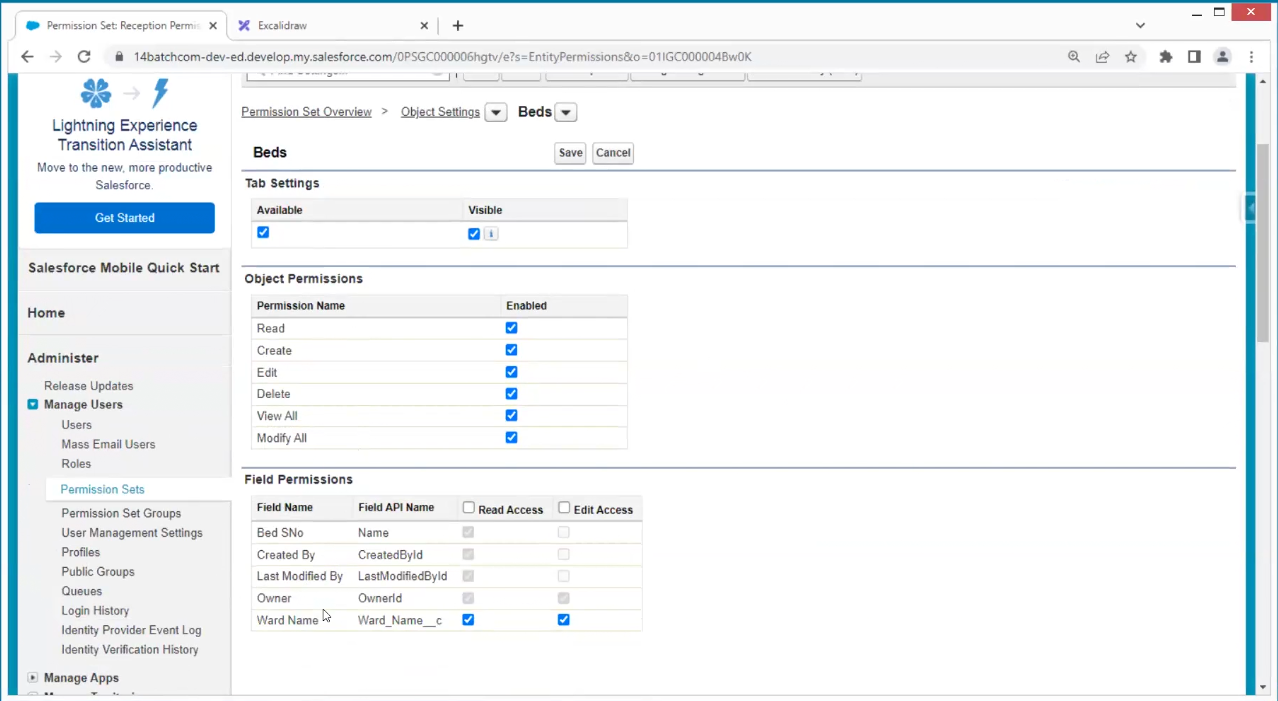 Permission Set: Reception Permis
Excalidraw
14batchcom-dev-ed.develop.my.salesforce.com/0PSGC000006hgtv/e?s=EntityPermissions&o=01IGC000004Bw0K
Lightning Experience
Transition Assistant
Move to the new, more productive
Salesforce.
Get Started
Salesforce Mobile Quick Start
Home
Administer
Release Updates
Manage Users
Users
Mass Email Users
Roles
Permission Sets
Permission Set Groups
User Management Settings
Profiles
Public Groups
Queues
Login History
Identity Provider Event Log
Identity Verification History
Manage Apps
Permission Set Overview > Object Settings Beds
Beds Save Cancel
Tab Settings
Available Visible
Object Permissions
Permission Name Enabled
Read
Create
Edit
Delete
View All
Modify All
Field Permissions
Field Name Field API Name Read Access Edit Access
Bed SNo Name
Created By CreatedById
Last Modified By LastModifiedById
Owner OwnerId
Ward Name Ward_Name__c